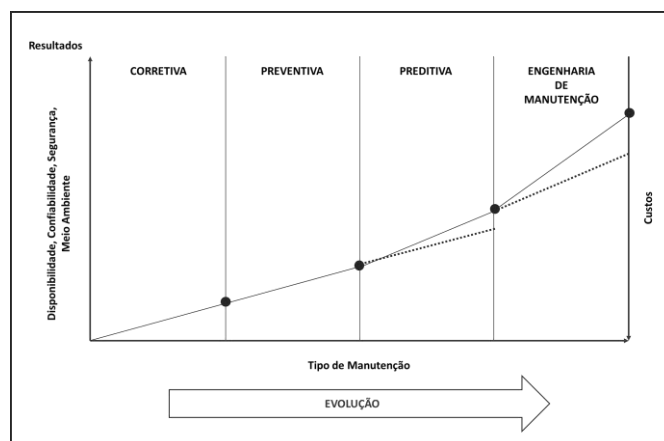 Resultados
CORRETIVA
PREVENTIVA
PREDITIVA
ENGENHARIA
DE
MANUTENÇÃO
Disponibilidade, Confiabilidade, Segurança,
Meio Ambiente
Custos
Tipo de Manutenção
EVOLUÇÃO